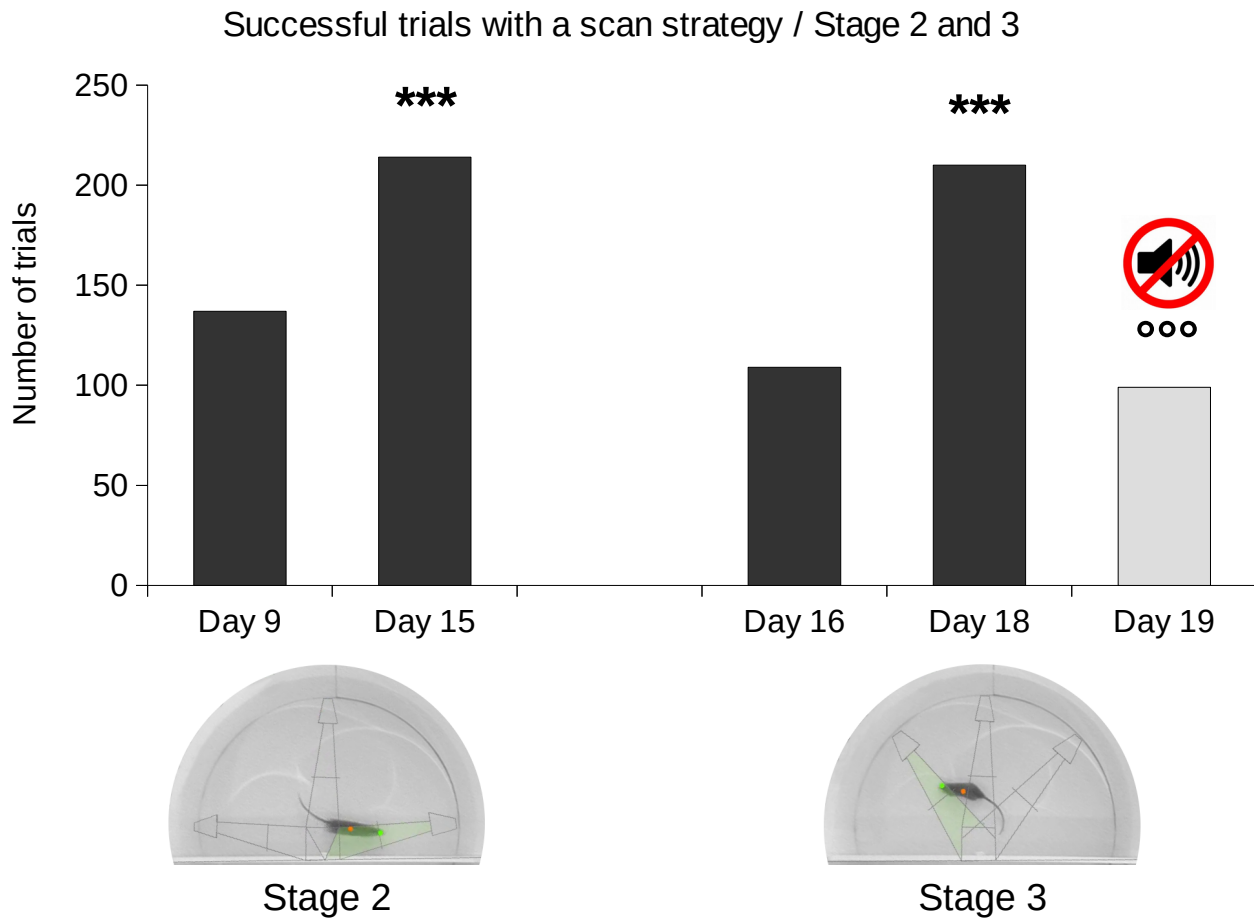 Successful trials with a scan strategy / Stage 2 and 3
Number of trials
250
200
150
100
50
0
***
***
°°°
Day 9
Day 15
Day 16
Day 18
Day 19
Stage 2
Stage 3